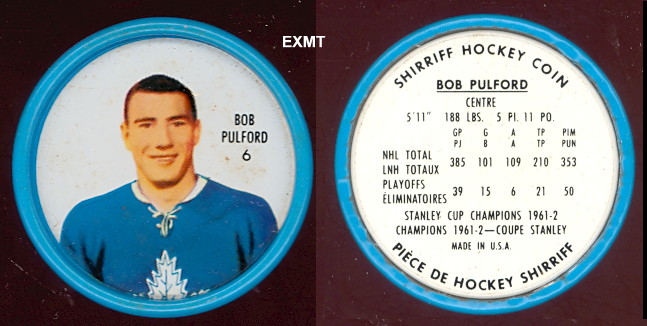 EXMT
BOB
PULFORD
6
SHIRRIFF HOCKEY COIN
BOB PULFORD
CENTRE
5'11" 188 LBS. 5 PI. 11 PO.
GP G A TP PIM
PJ B A TP PUN
NHL TOTAL
LNH TOTAUX 385 101 109 210 353
PLAYOFFS
ÉLIMINATOIRES 39 15 6 21 50
STANLEY CUP CHAMPIONS 1961-2
CHAMPIONS 1961-2—COUPE STANLEY
MADE IN U.S.A.
PIÈCE DE HOCKEY SHIRRIFF